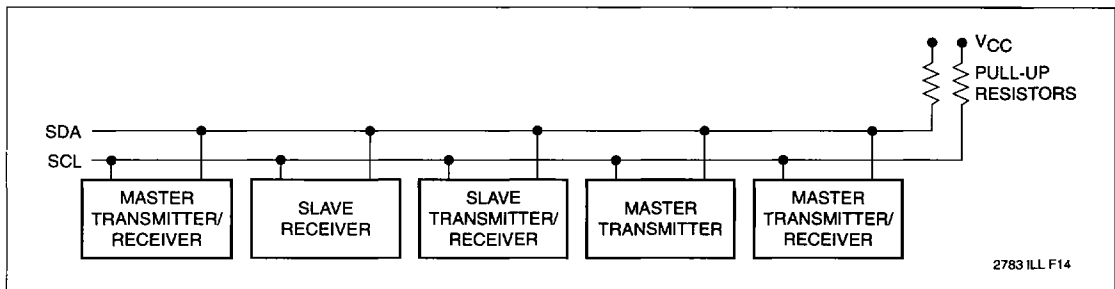 VCC
PULL-UP
RESISTORS
SDA
SCL
MASTER
TRANSMITTER/
RECEIVER
SLAVE
RECEIVER
SLAVE
TRANSMITTER/
RECEIVER
MASTER
TRANSMITTER
MASTER
TRANSMITTER/
RECEIVER
2783 ILL F14